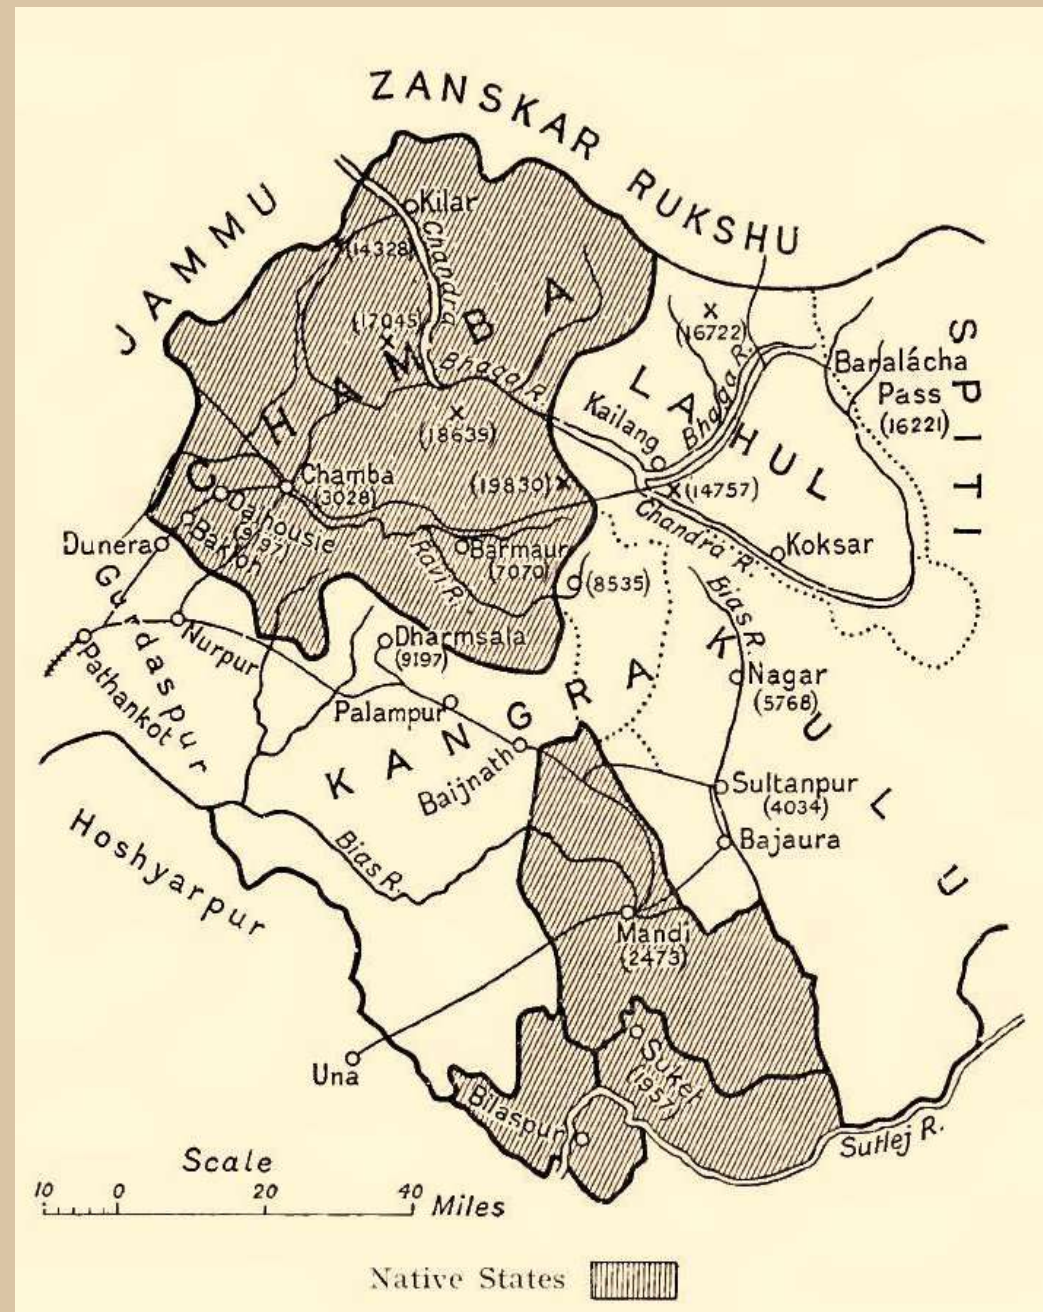 ZANSKAR RUKSHU
JAMMU
Kilar
(14328)
Chandra
(17045)
CHAMBA
Bhaga R.
(18639)
(16722)
Bhaga R.
Baralácha
Pass
(16221)
SPITI
LAHUL
Kailang
(19830)
(14757)
Chandra R.
Koksar
Chamba
(3028)
Dalhousie
Bakloh
Dunera
Barmaur
(7070)
Ravi R.
(8535)
Bias R.
Gurdaspur
Nurpur
Pathankot
Dharmsala
(9197)
Palampur
KANGRA
Baijnath
KULU
Nagar
(5768)
Sultanpur
(4034)
Bajaura
Bias R.
Hoshyarpur
Mandi
(2473)
Una
Suket
(1957)
Bilaspur
Sutlej R.
Scale
10 0 20 40 Miles
Native States